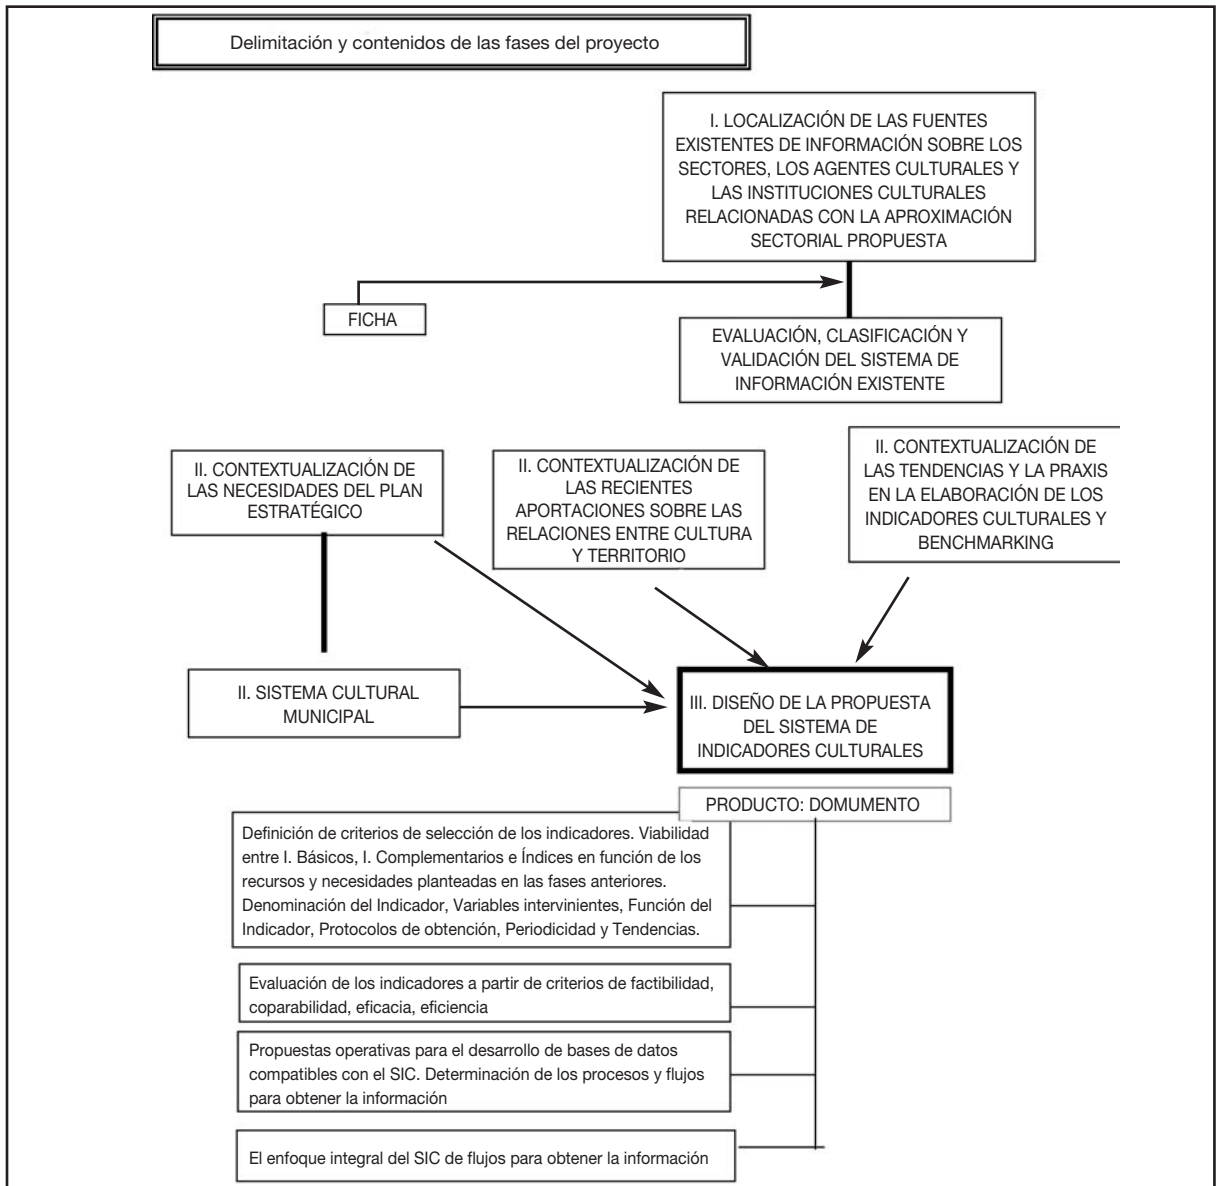 Delimitación y contenidos de las fases del proyecto
I. LOCALIZACIÓN DE LAS FUENTES
EXISTENTES DE INFORMACIÓN SOBRE LOS
SECTORES, LOS AGENTES CULTURALES Y
LAS INSTITUCIONES CULTURALES
RELACIONADAS CON LA APROXIMACIÓN
SECTORIAL PROPUESTA
FICHA
EVALUACIÓN, CLASIFICACIÓN Y
VALIDACIÓN DEL SISTEMA DE
INFORMACIÓN EXISTENTE
II. CONTEXTUALIZACIÓN DE
LAS NECESIDADES DEL PLAN
ESTRATÉGICO
II. CONTEXTUALIZACIÓN DE
LAS RECIENTES
APORTACIONES SOBRE LAS
RELACIONES ENTRE CULTURA
Y TERRITORIO
II. CONTEXTUALIZACIÓN DE
LAS TENDENCIAS Y LA PRAXIS
EN LA ELABORACIÓN DE LOS
INDICADORES CULTURALES Y
BENCHMARKING
II. SISTEMA CULTURAL
MUNICIPAL
III. DISEÑO DE LA PROPUESTA
DEL SISTEMA DE
INDICADORES CULTURALES
PRODUCTO: DOMUMENTO
Definición de criterios de selección de los indicadores. Viabilidad
entre I. Básicos, I. Complementarios e Índices en función de los
recursos y necesidades planteadas en las fases anteriores.
Denominación del Indicador, Variables intervinientes, Función del
Indicador, Protocolos de obtención, Periodicidad y Tendencias.
Evaluación de los indicadores a partir de criterios de factibilidad,
coparabilidad, eficacia, eficiencia
Propuestas operativas para el desarrollo de bases de datos
compatibles con el SIC. Determinación de los procesos y flujos
para obtener la información
El enfoque integral del SIC de flujos para obtener la información